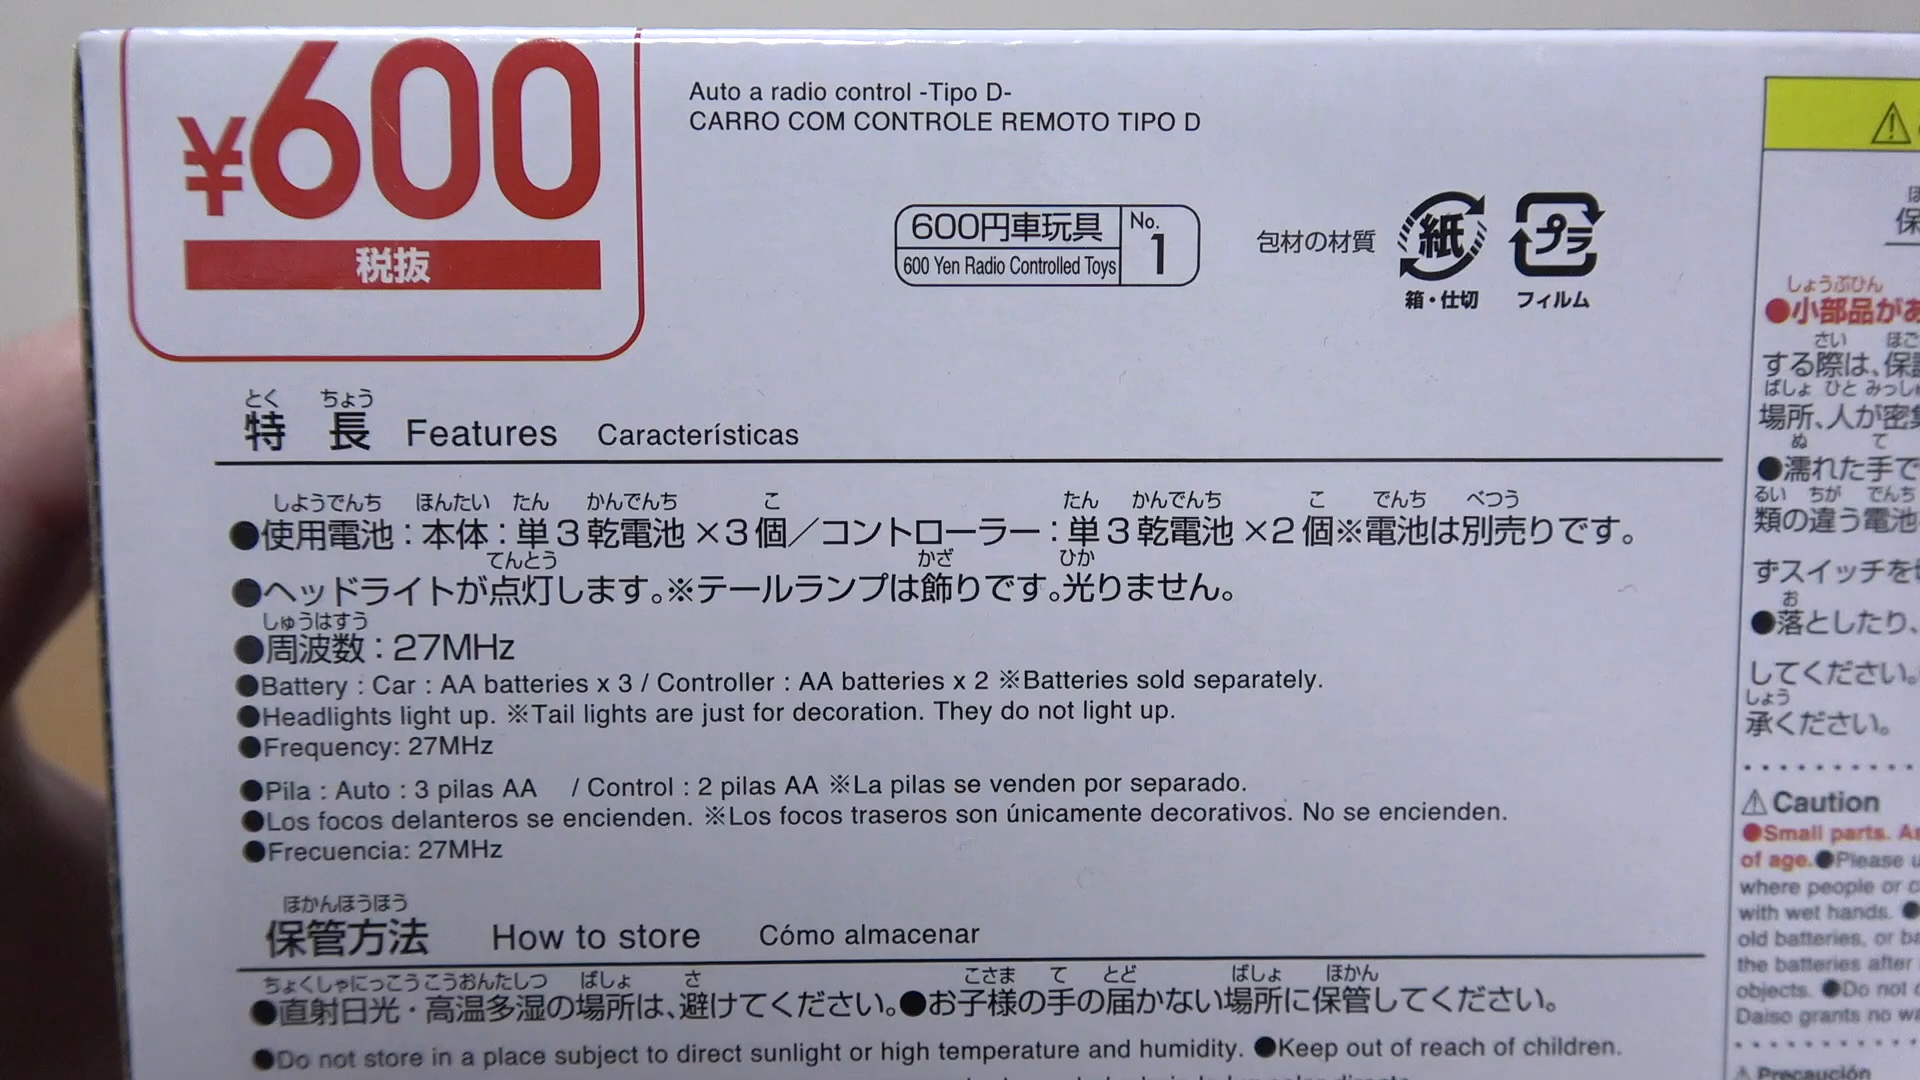 ¥600
税抜
Auto a radio control -Tipo D-
CARRO COM CONTROLE REMOTO TIPO D
600円車玩具
600 Yen Radio Controlled Toys
No.
1
包材の材質
紙
箱・仕切
プラ
フィルム
とく ちょう
特 長 Features Características
しようでんち ほんたい たん かんでんち こ たん かんでんち こ でんち べつう
●使用電池：本体：単3乾電池×3個／コントローラー：単3乾電池×2個※電池は別売りです。
てんとう かざ ひか
●ヘッドライトが点灯します。※テールランプは飾りです。光りません。
しゅうはすう
●周波数：27MHz
●Battery : Car : AA batteries x 3 / Controller : AA batteries x 2 ※Batteries sold separately.
●Headlights light up. ※Tail lights are just for decoration. They do not light up.
●Frequency: 27MHz
●Pila : Auto : 3 pilas AA / Control : 2 pilas AA ※La pilas se venden por separado.
●Los focos delanteros se encienden. ※Los focos traseros son únicamente decorativos. No se encienden.
●Frecuencia: 27MHz
ほかんほうほう
保管方法 How to store Cómo almacenar
ちょくしゃにっこうこうおんたしつ ばしょ さ こさま て とど ばしょ ほかん
●直射日光・高温多湿の場所は、避けてください。●お子様の手の届かない場所に保管してください。
●Do not store in a place subject to direct sunlight or high temperature and humidity. ●Keep out of reach of children.
しょうぶひん
●小部品が
さい ほご
する際は、保
ばしょ ひと
場所、人が
ぬ て
●濡れた手で
るい ちが でんち
類の違う電池
ずスイッチを
お
●落としたり、
してください。
しょう
承ください。
⚠Caution
●Small parts.
of age.●Please
where people or
with wet hands. ●
old batteries, or
the batteries after
objects. ●Do not
Daiso grants no
⚠Precaución